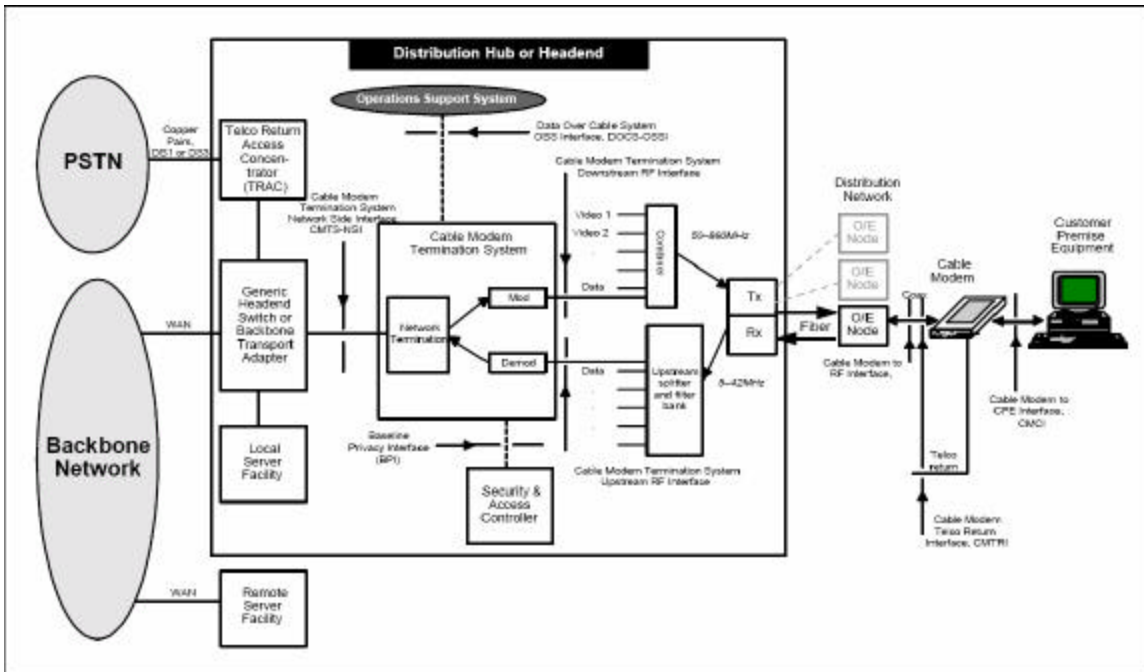 Distribution Hub or Headend
Operations Support System
Data Over Cable System
OSS Interface, DOCS-OSSI
Copper
Pairs,
DS1 or DS3
PSTN
Telco Return
Access
Concen-
trator
(TRAC)
Cable Modem Termination System
Downstream RF Interface
Cable Modem
Termination System
Network Side Interface
CMTS-NSI
Cable Modem
Termination System
Video 1
Video 2
Data
Combiner
50–860MHz
Distribution
Network
O/E
Node
O/E
Node
O/E
Node
Customer
Premise
Equipment
Cable
Modem
Coax
Generic
Headend
Switch or
Backbone
Transport
Adapter
WAN
Network
Termination
Mod
Demod
Tx
Rx
Fiber
Data
Upstream
splitter
and filter
bank
5–42MHz
Cable Modem to
RF Interface,
Cable Modem to
CPE Interface,
CMCI
Backbone
Network
Local
Server
Facility
Baseline
Privacy Interface
(BPI)
Cable Modem Termination System
Upstream RF Interface
Telco
return
Security &
Access
Controller
Cable Modem
Telco Return
Interface, CMTRI
WAN
Remote
Server
Facility